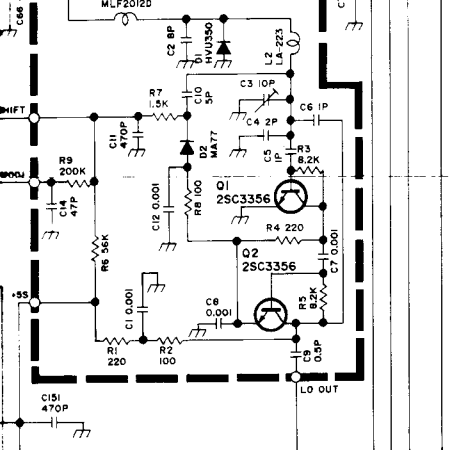 MLF2012D
C66
C2 8P
D1
HVU350
L2
LA-223
C3 10P
R7
1.5K
C10
5P
C6 1P
SHIFT
C11
470P
C4 2P
D2
MA77
C5
1P
R3
8.2K
R9
200K
Q1
2SC3356
C14
47P
C12 0.001
R8 100
R4 220
R6 56K
Q2
2SC3356
C7 0.001
+5S
C1 0.001
C8
0.001
R5
8.2K
R1
220
R2
100
C9
0.5P
LO OUT
C151
470P